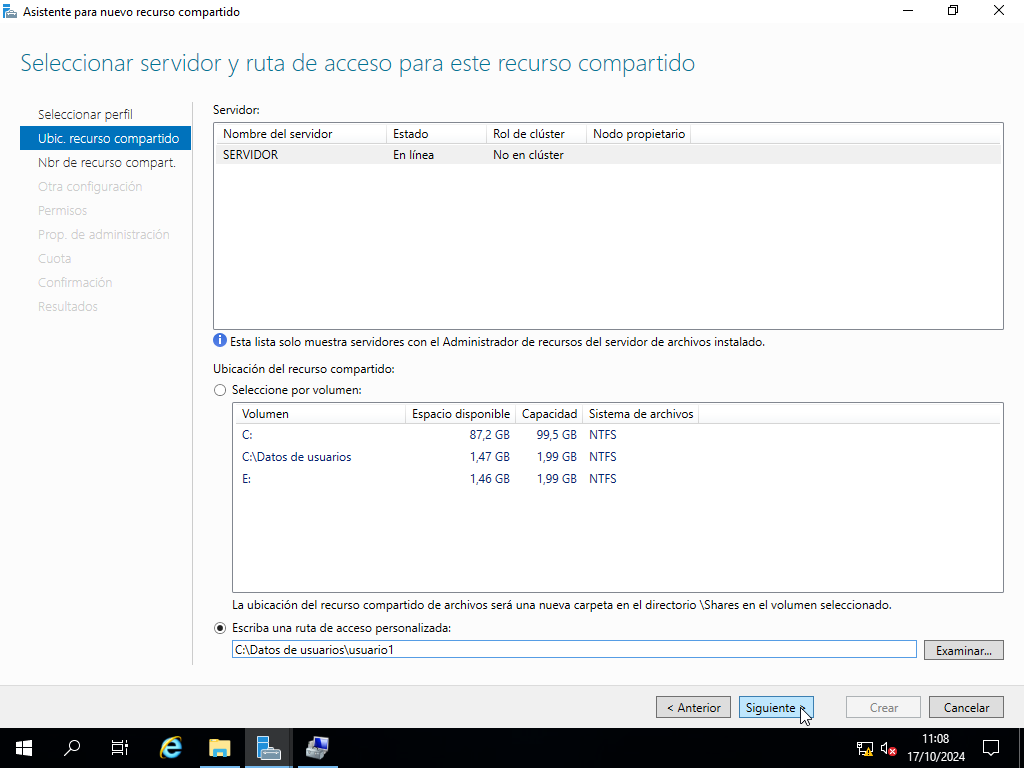 Asistente para nuevo recurso compartido
Seleccionar servidor y ruta de acceso para este recurso compartido
Seleccionar perfil
Ubic. recurso compartido
Nbr de recurso compart.
Otra configuración
Permisos
Prop. de administración
Cuota
Confirmación
Resultados
Servidor:
Nombre del servidor Estado Rol de clúster Nodo propietario
SERVIDOR En línea No en clúster
Esta lista solo muestra servidores con el Administrador de recursos del servidor de archivos instalado.
Ubicación del recurso compartido:
Seleccione por volumen:
Volumen Espacio disponible Capacidad Sistema de archivos
C: 87,2 GB 99,5 GB NTFS
C:\Datos de usuarios 1,47 GB 1,99 GB NTFS
E: 1,46 GB 1,99 GB NTFS
La ubicación del recurso compartido de archivos será una nueva carpeta en el directorio \Shares en el volumen seleccionado.
Escriba una ruta de acceso personalizada:
C:\Datos de usuarios\usuario1
Examinar...
< Anterior Siguiente > Crear Cancelar
11:08
17/10/2024